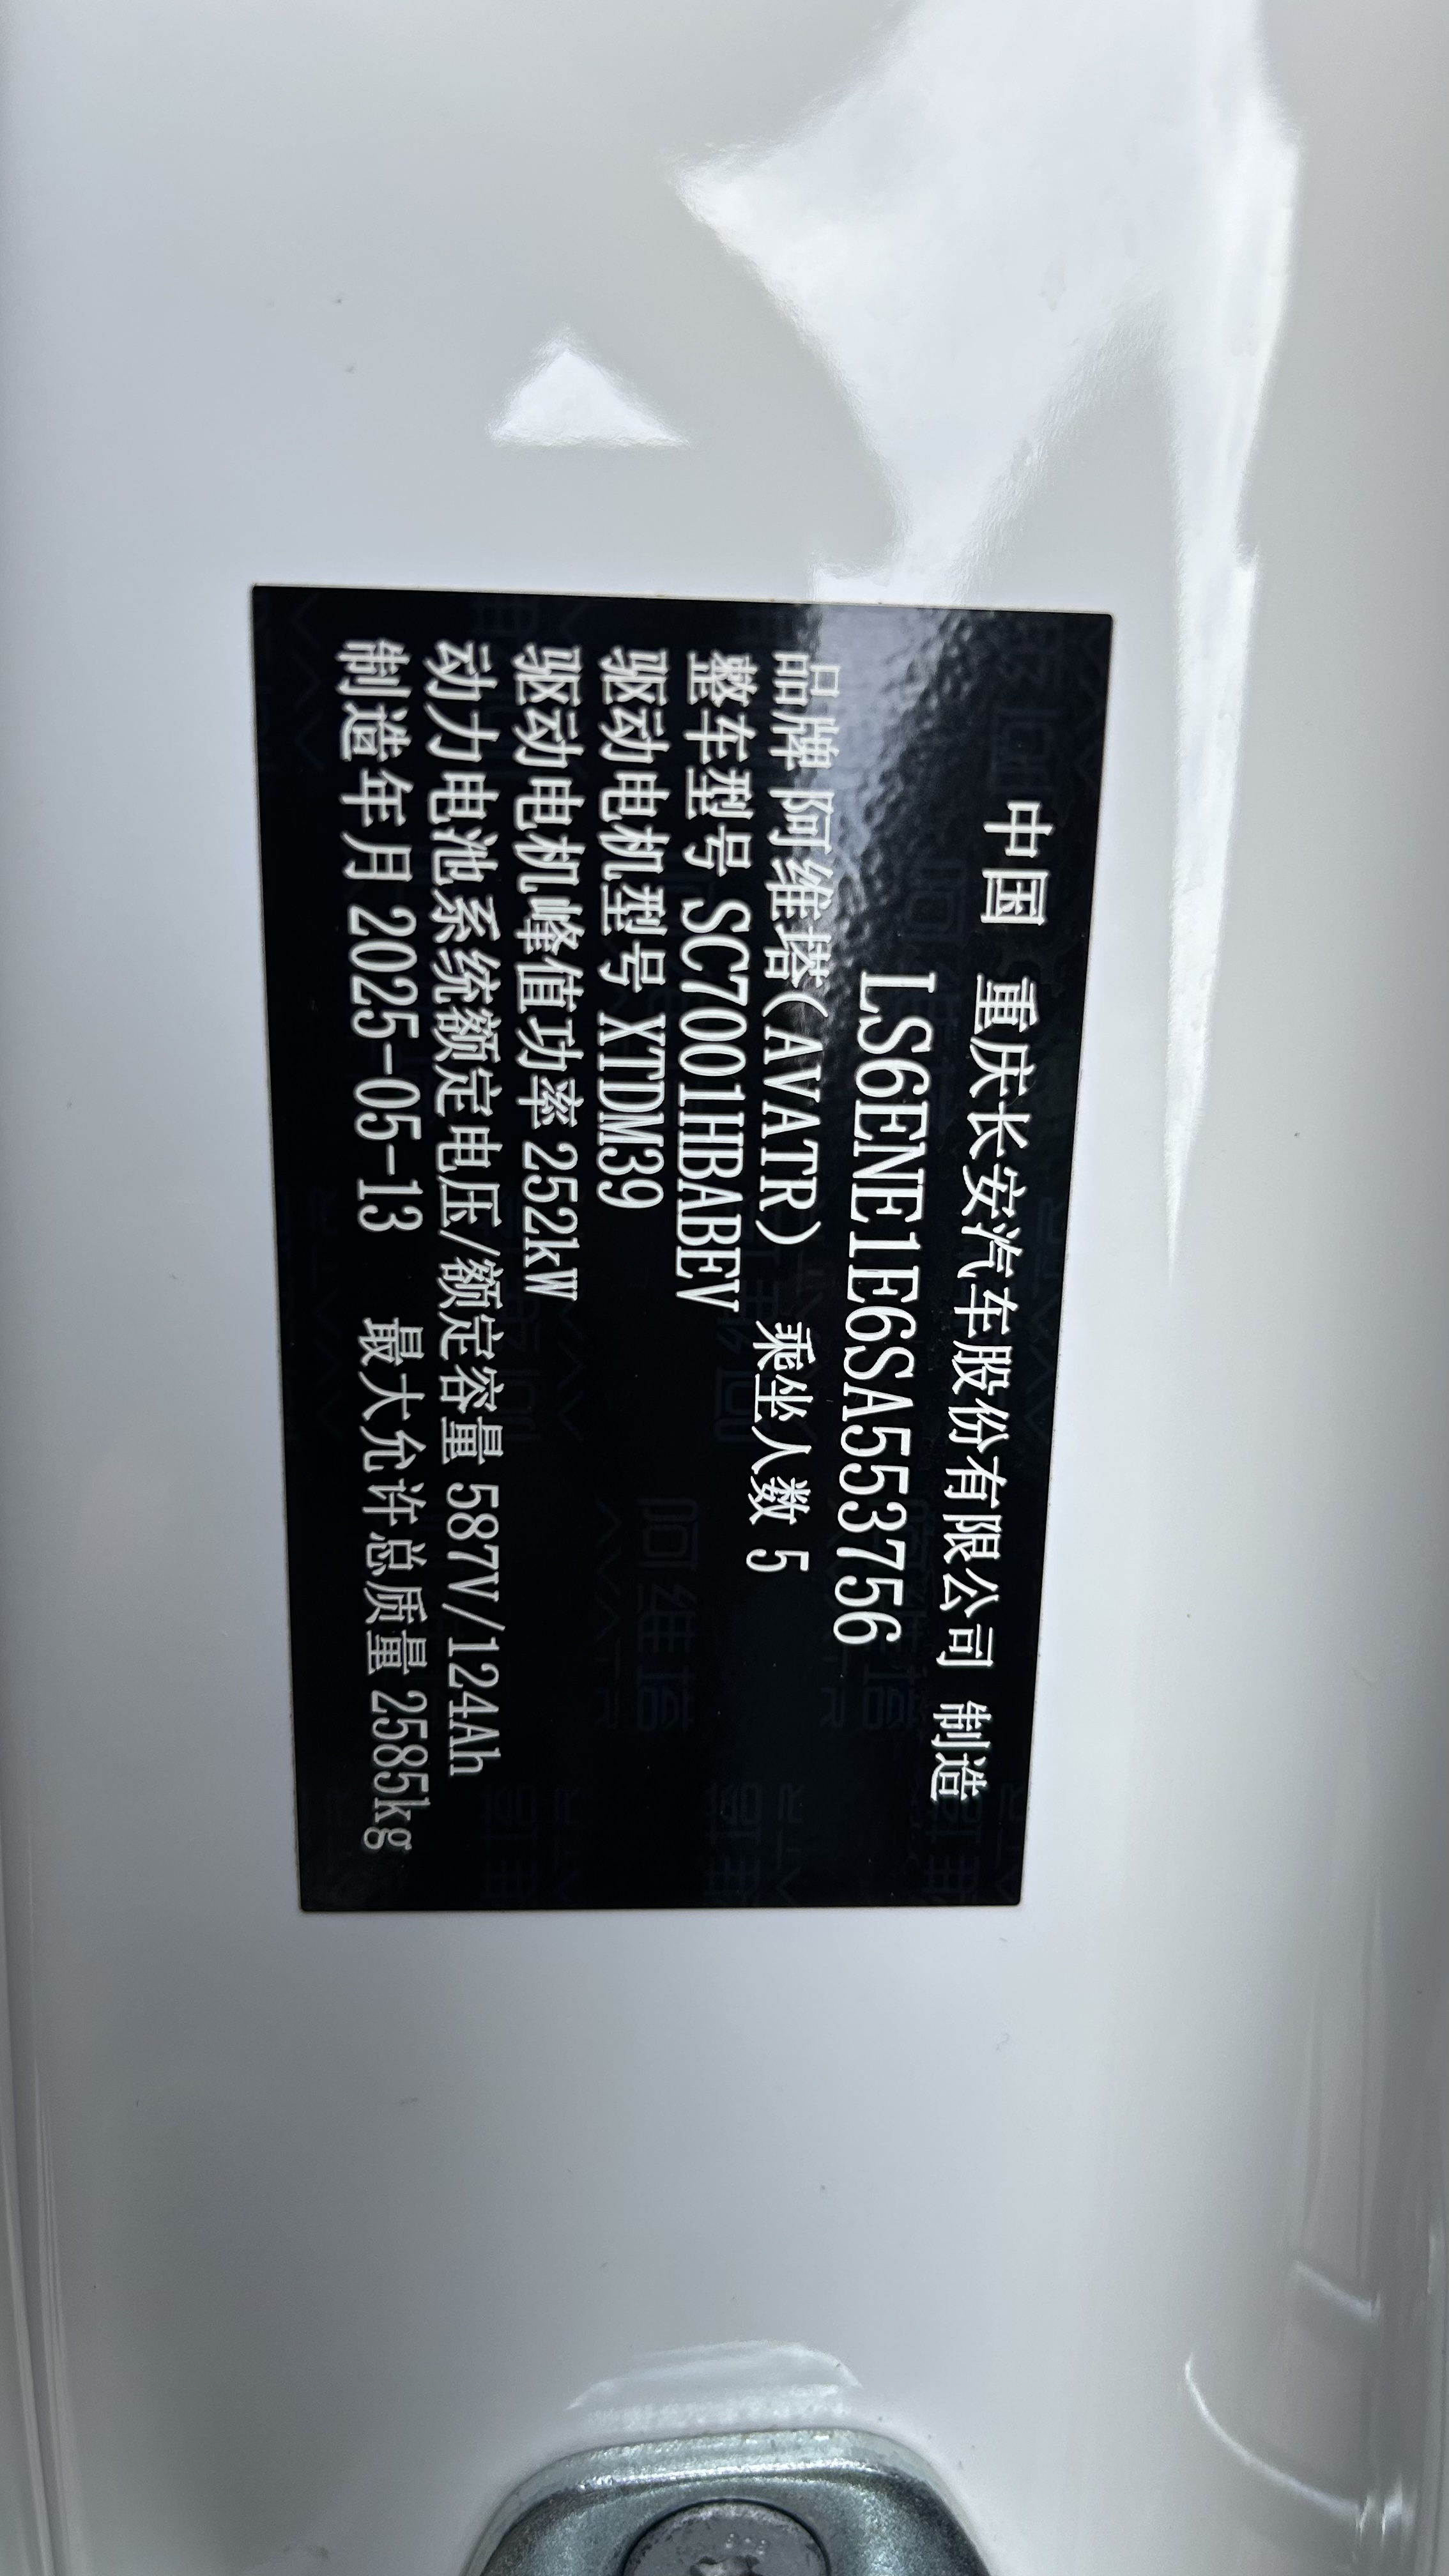 中国 重庆长安汽车股份有限公司 制造
LS6ENE1E6SA553756
品牌 阿维塔(AVATR) 乘坐人数 5
整车型号 SC7001HBABEV
驱动电机型号 XTDM39
驱动电机峰值功率 252kW
动力电池系统额定电压/额定容量 587V/124Ah
制造年月 2025-05-13 最大允许总质量 2585kg